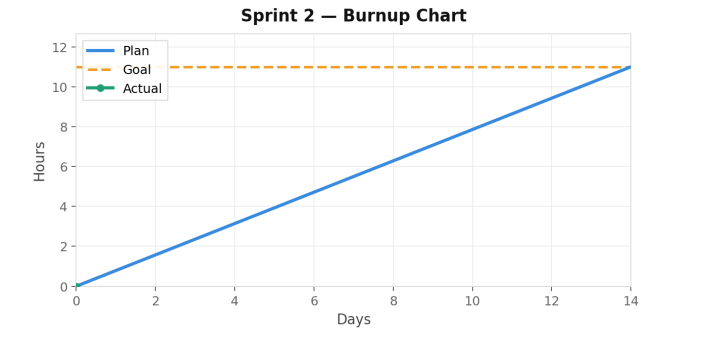 Sprint 2 — Burnup Chart
Plan
Goal
Actual
12
10
8
6
4
2
0
Hours
0 2 4 6 8 10 12 14
Days